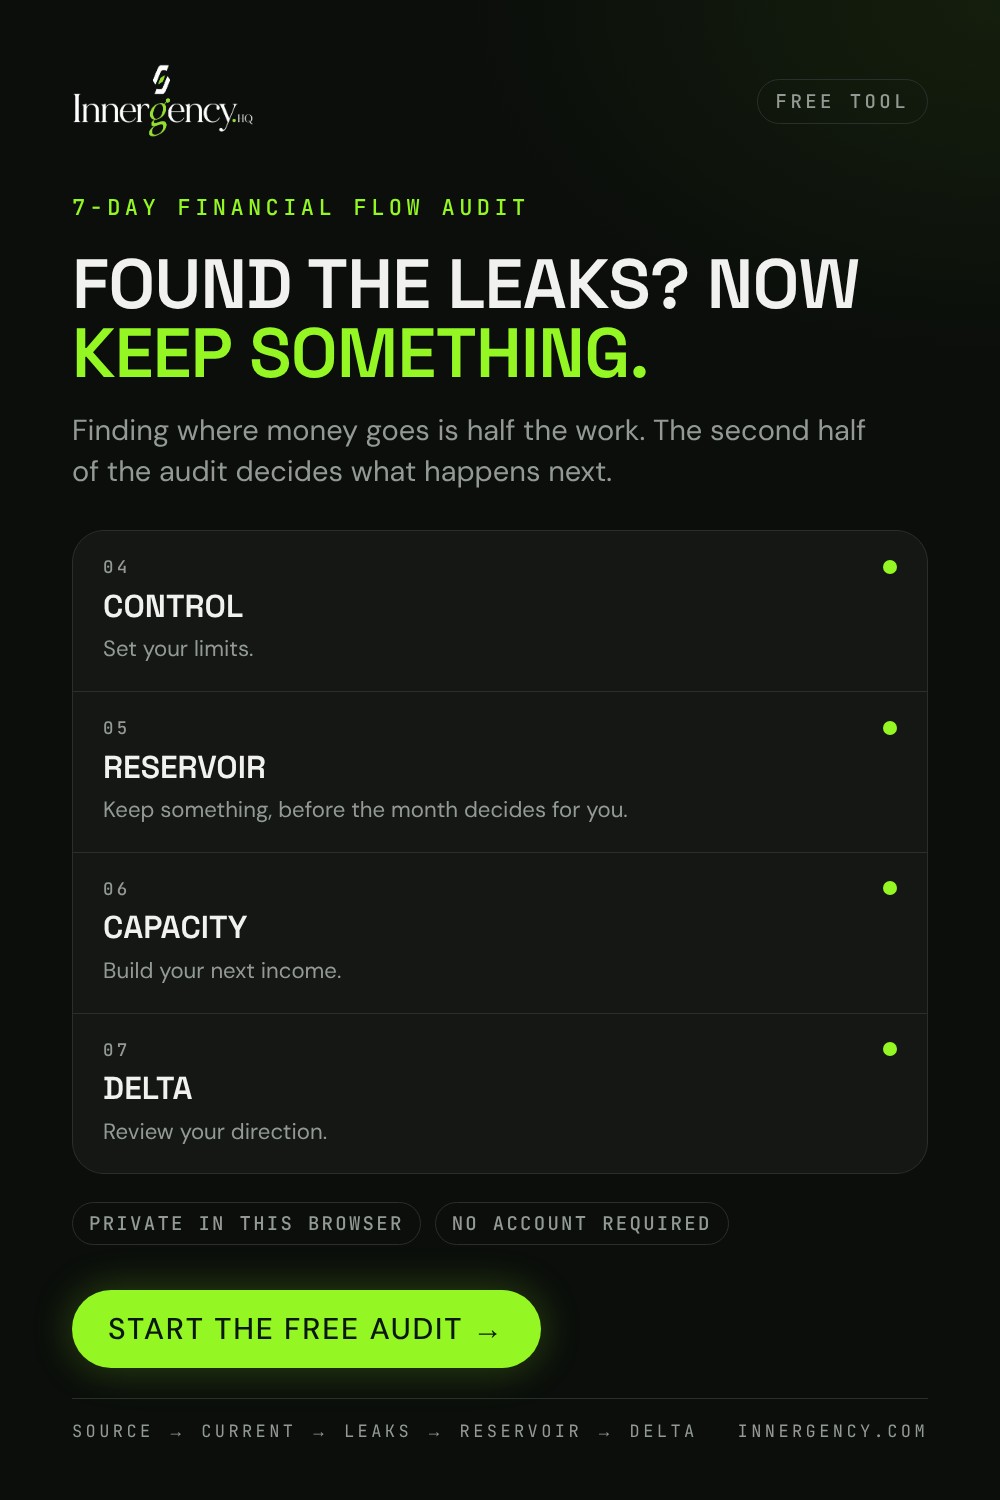 Innergency.HQ
FREE TOOL
7-DAY FINANCIAL FLOW AUDIT
FOUND THE LEAKS? NOW
KEEP SOMETHING.
Finding where money goes is half the work. The second half
of the audit decides what happens next.
04
CONTROL
Set your limits.
05
RESERVOIR
Keep something, before the month decides for you.
06
CAPACITY
Build your next income.
07
DELTA
Review your direction.
PRIVATE IN THIS BROWSER
NO ACCOUNT REQUIRED
START THE FREE AUDIT →
SOURCE → CURRENT → LEAKS → RESERVOIR → DELTA
INNERGENCY.COM